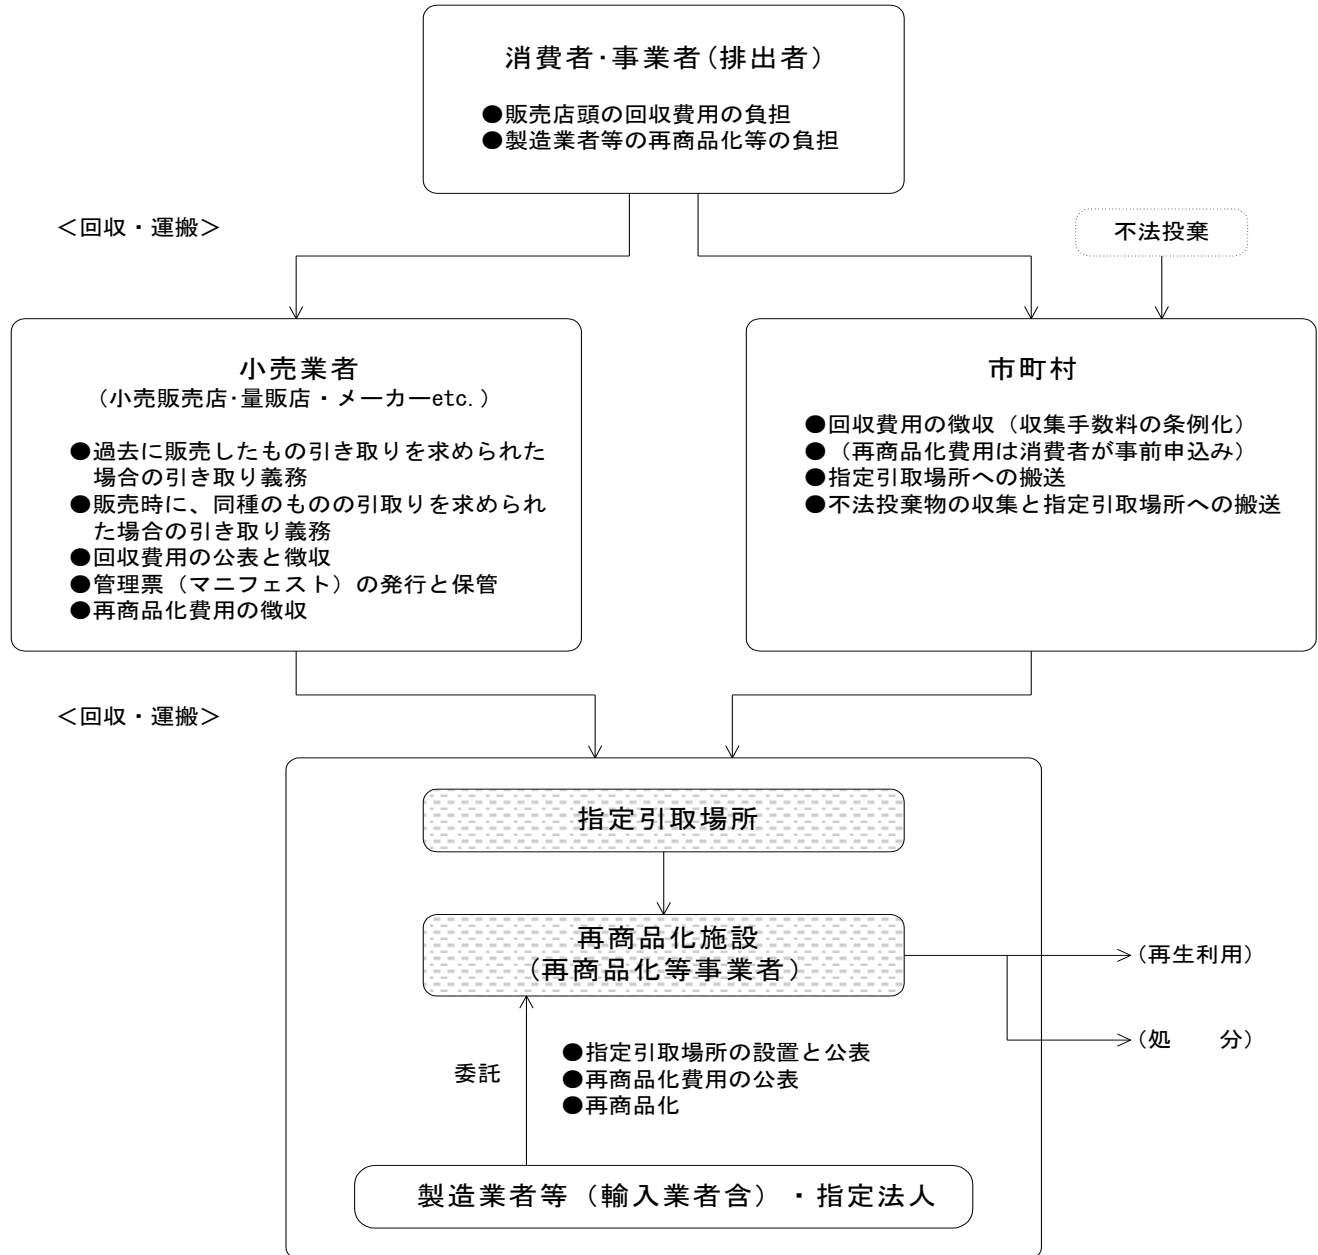 消費者・事業者(排出者)
●販売店頭の回収費用の負担
●製造業者等の再商品化等の負担
＜回収・運搬＞
不法投棄
小売業者
（小売販売店・量販店・メーカーetc.）
●過去に販売したもの引き取りを求められた
場合の引き取り義務
●販売時に、同種のものの引取りを求められ
た場合の引き取り義務
●回収費用の公表と徴収
●管理票（マニフェスト）の発行と保管
●再商品化費用の徴収
市町村
●回収費用の徴収（収集手数料の条例化）
●（再商品化費用は消費者が事前申込み）
●指定引取場所への搬送
●不法投棄物の収集と指定引取場所への搬送
＜回収・運搬＞
指定引取場所
再商品化施設
(再商品化等事業者)
(再生利用)
(処　　分)
委託
●指定引取場所の設置と公表
●再商品化費用の公表
●再商品化
製造業者等（輸入業者含）・指定法人